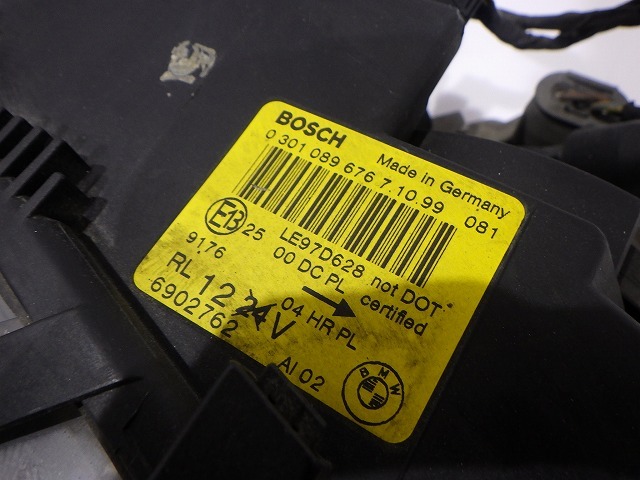 BOSCH Made in Germany
0 301 089 676 7.10.99 081
E13 25 LE97D628 not DOT
9176 00 DC PL certified
RL 12 24V 04 HR PL
6902762 AI 02
BMW